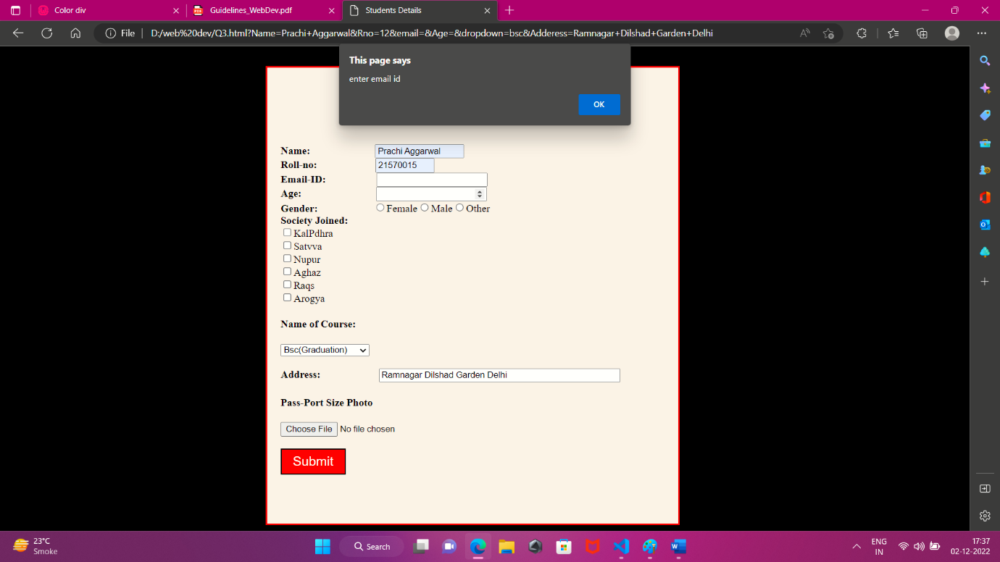 Color div
Guidelines_WebDev.pdf
Students Details
File
D:/web%20dev/Q3.html?Name=Prachi+Aggarwal&Rno=12&email=&Age=&dropdown=bsc&Adderess=Ramnagar+Dilshad+Garden+Delhi
This page says
enter email id
OK
Name: Prachi Aggarwal
Roll-no: 21570015
Email-ID:
Age:
Gender: Female Male Other
Society Joined:
KalPdhra
Satvva
Nupur
Aghaz
Raqs
Arogya
Name of Course:
Bsc(Graduation)
Address: Ramnagar Dilshad Garden Delhi
Pass-Port Size Photo
Choose File No file chosen
Submit
23°C
Smoke
Search
ENG
IN
17:37
02-12-2022